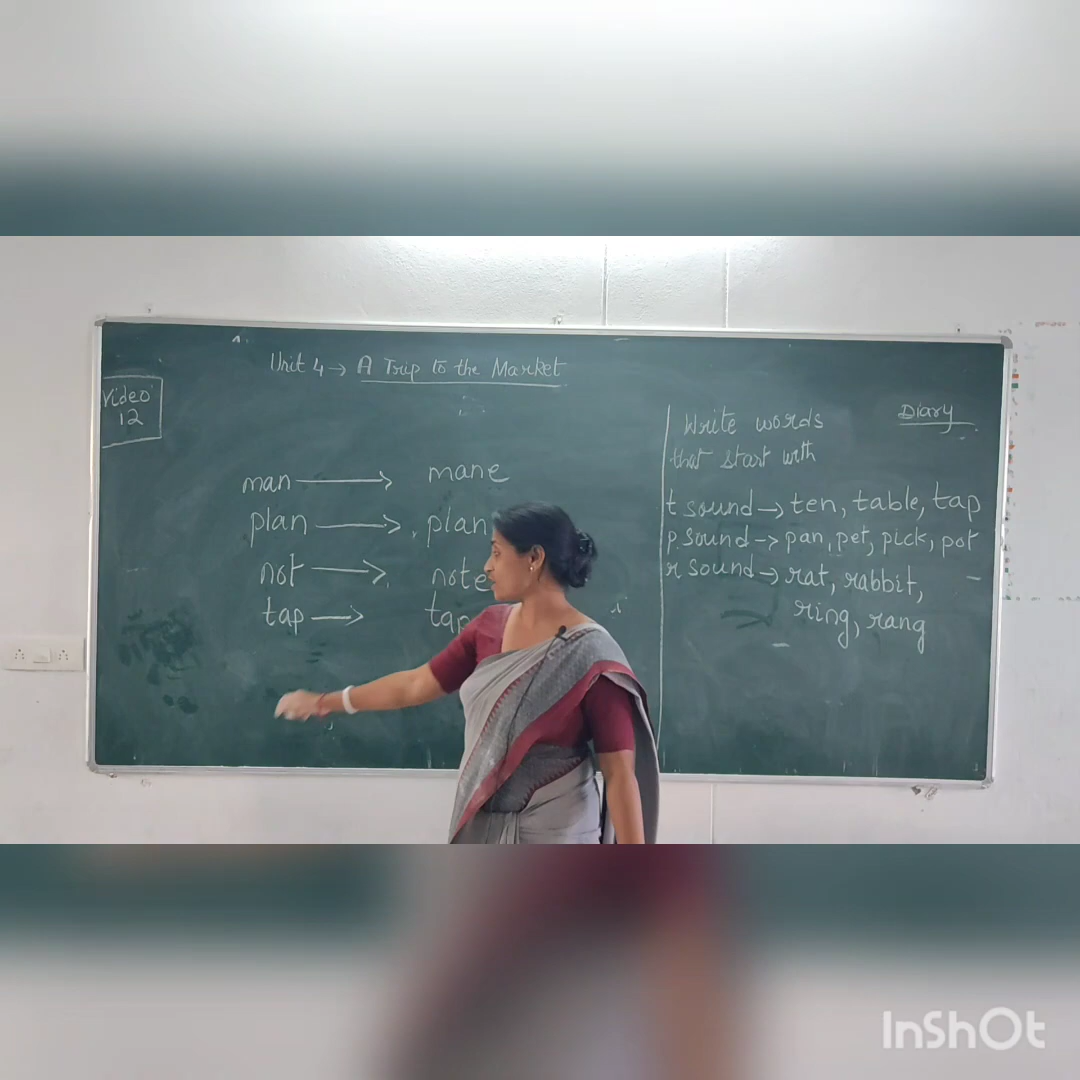 Unit 4 → A Trip to the Market
Video
12
man → mane
plan → plan
not → note
tap → tap
Diary
Write words
that start with
t sound → ten, table, tap
p sound → pan, pet, pick, pot
r sound → rat, rabbit,
ring, rang
InShOt